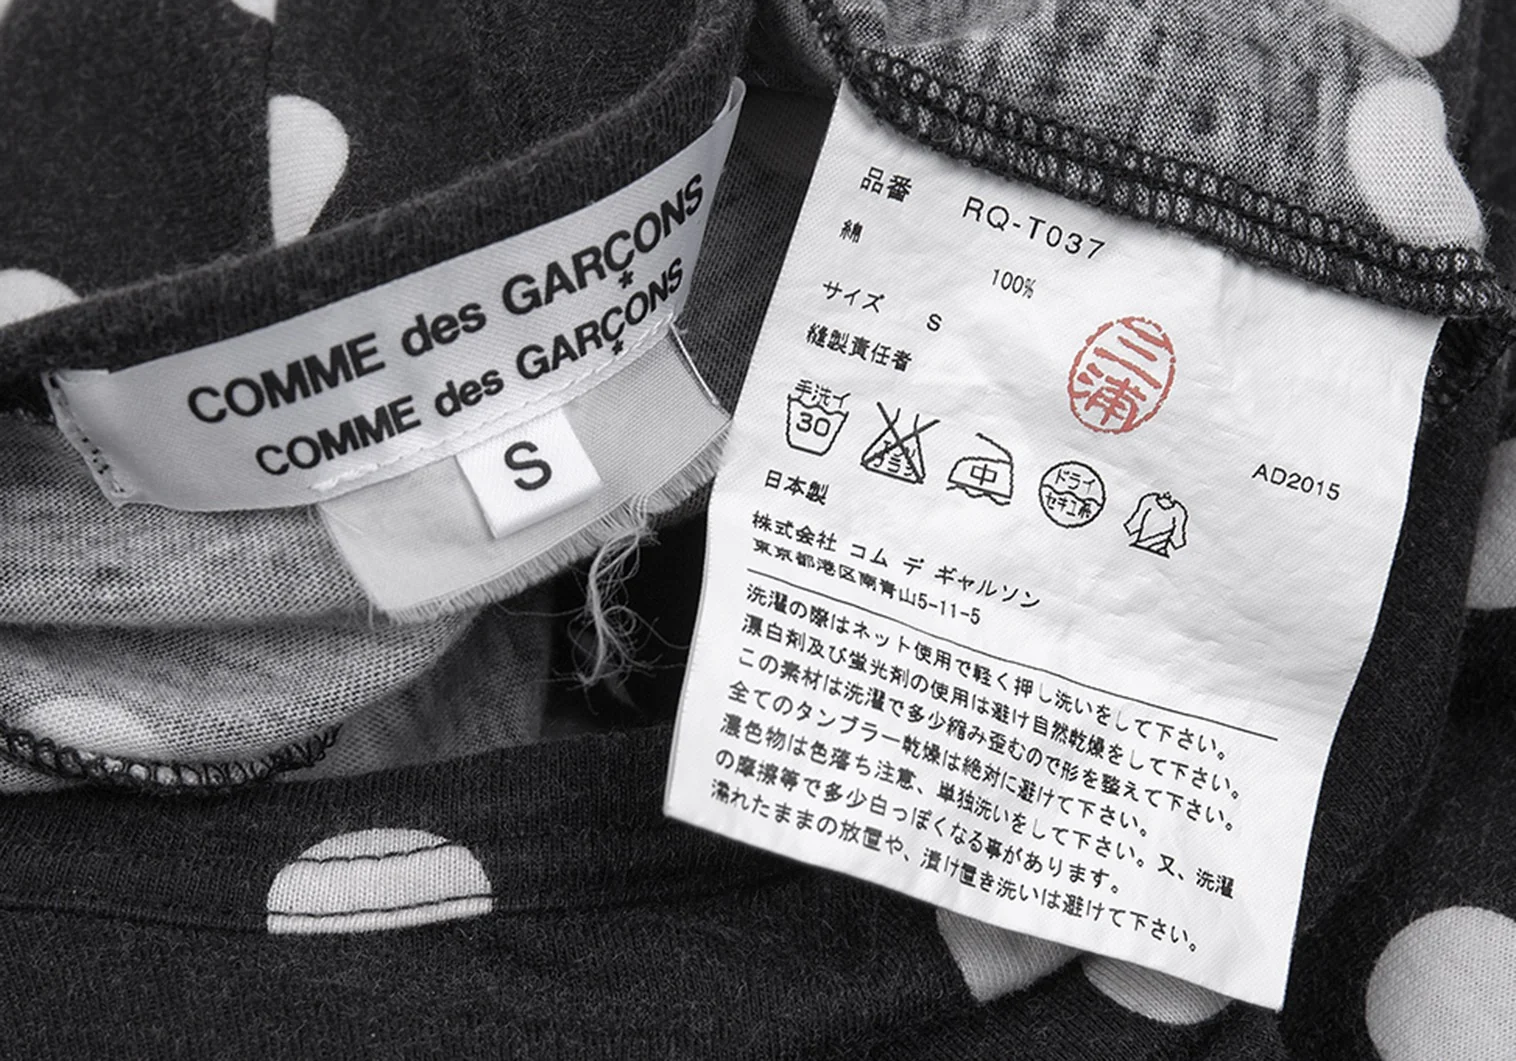 COMME des GARÇONS
*
COMME des GARÇONS
*
S
品番 RQ-T037
綿 100%
サイズ S
縫製責任者
三浦
手洗イ
30
エンソサラシ
中
ドライ
セキユ系
AD2015
日本製
株式会社 コム デ ギャルソン
東京都港区南青山5-11-5
洗濯の際はネット使用で軽く押し洗いをして下さい。
漂白剤及び蛍光剤の使用は避け自然乾燥をして下さい。
この素材は洗濯で多少縮み歪むので形を整えて下さい。
全てのタンブラー乾燥は絶対に避けて下さい。
濃色物は色落ち注意、単独洗いをして下さい。又、洗濯
の摩擦等で多少白っぽくなる事があります。
濡れたままの放置や、漬け置き洗いは避けて下さい。